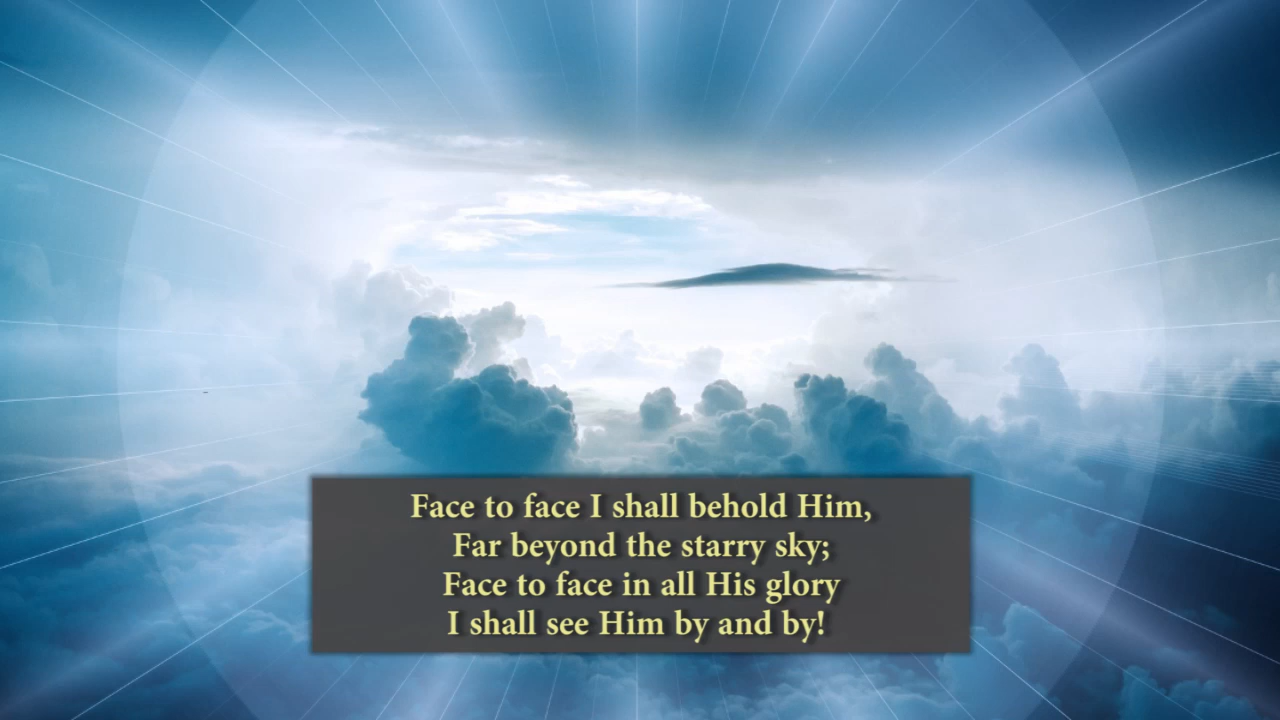 Face to face I shall behold Him,
Far beyond the starry sky;
Face to face in all His glory
I shall see Him by and by!